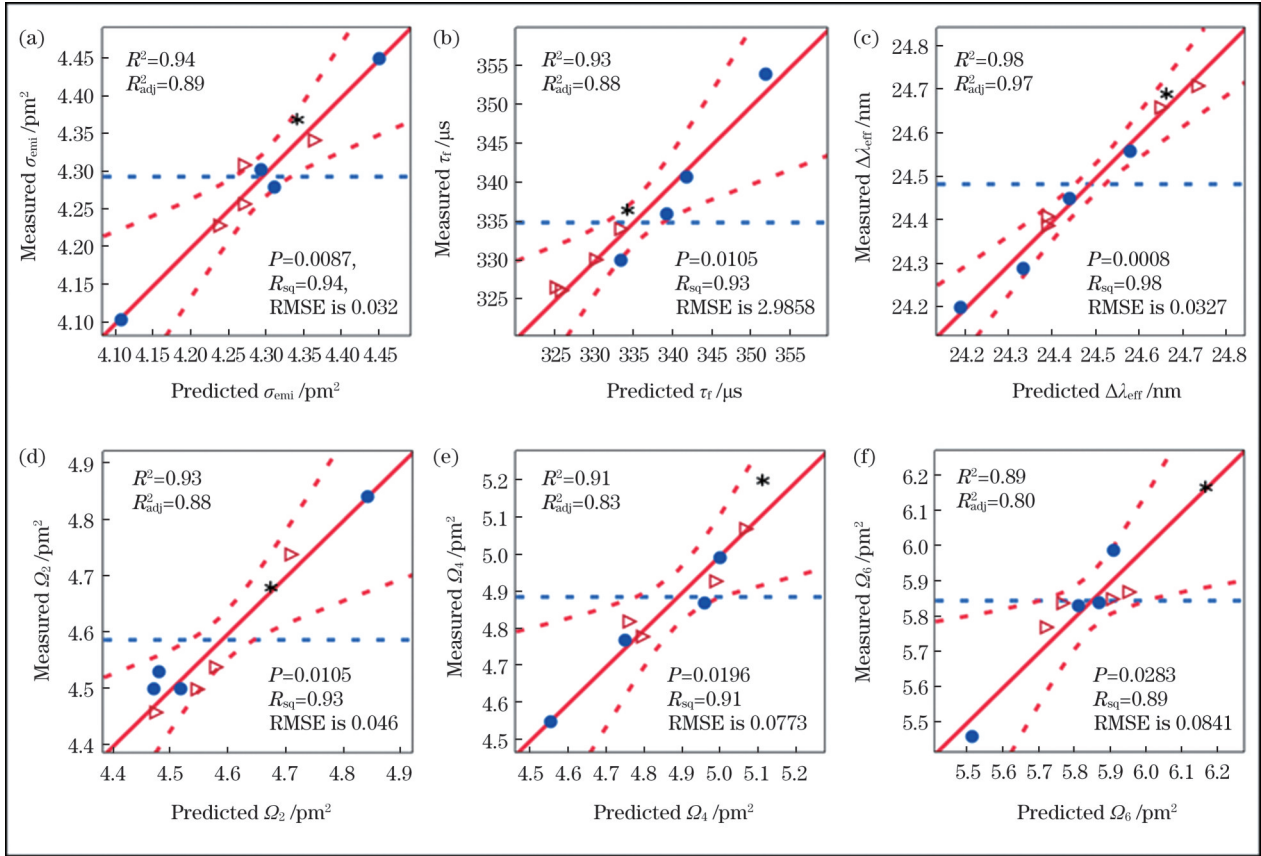 (a)
R²=0.94
R²adj=0.89
Measured σemi /pm²
4.45
4.40
4.35
4.30
4.25
4.20
4.15
4.10
P=0.0087,
Rsq=0.94,
RMSE is 0.032
4.10 4.15 4.20 4.25 4.30 4.35 4.40 4.45
Predicted σemi /pm²
(b)
R²=0.93
R²adj=0.88
Measured τf /μs
355
350
345
340
335
330
325
P=0.0105
Rsq=0.93
RMSE is 2.9858
325 330 335 340 345 350 355
Predicted τf /μs
(c)
R²=0.98
R²adj=0.97
Measured Δλeff /nm
24.8
24.7
24.6
24.5
24.4
24.3
24.2
P=0.0008
Rsq=0.98
RMSE is 0.0327
24.2 24.3 24.4 24.5 24.6 24.7 24.8
Predicted Δλeff /nm
(d)
R²=0.93
R²adj=0.88
Measured Ω2 /pm²
4.9
4.8
4.7
4.6
4.5
4.4
P=0.0105
Rsq=0.93
RMSE is 0.046
4.4 4.5 4.6 4.7 4.8 4.9
Predicted Ω2 /pm²
(e)
R²=0.91
R²adj=0.83
Measured Ω4 /pm²
5.2
5.1
5.0
4.9
4.8
4.7
4.6
4.5
P=0.0196
Rsq=0.91
RMSE is 0.0773
4.5 4.6 4.7 4.8 4.9 5.0 5.1 5.2
Predicted Ω4 /pm²
(f)
R²=0.89
R²adj=0.80
Measured Ω6 /pm²
6.2
6.1
6.0
5.9
5.8
5.7
5.6
5.5
P=0.0283
Rsq=0.89
RMSE is 0.0841
5.5 5.6 5.7 5.8 5.9 6.0 6.1 6.2
Predicted Ω6 /pm²